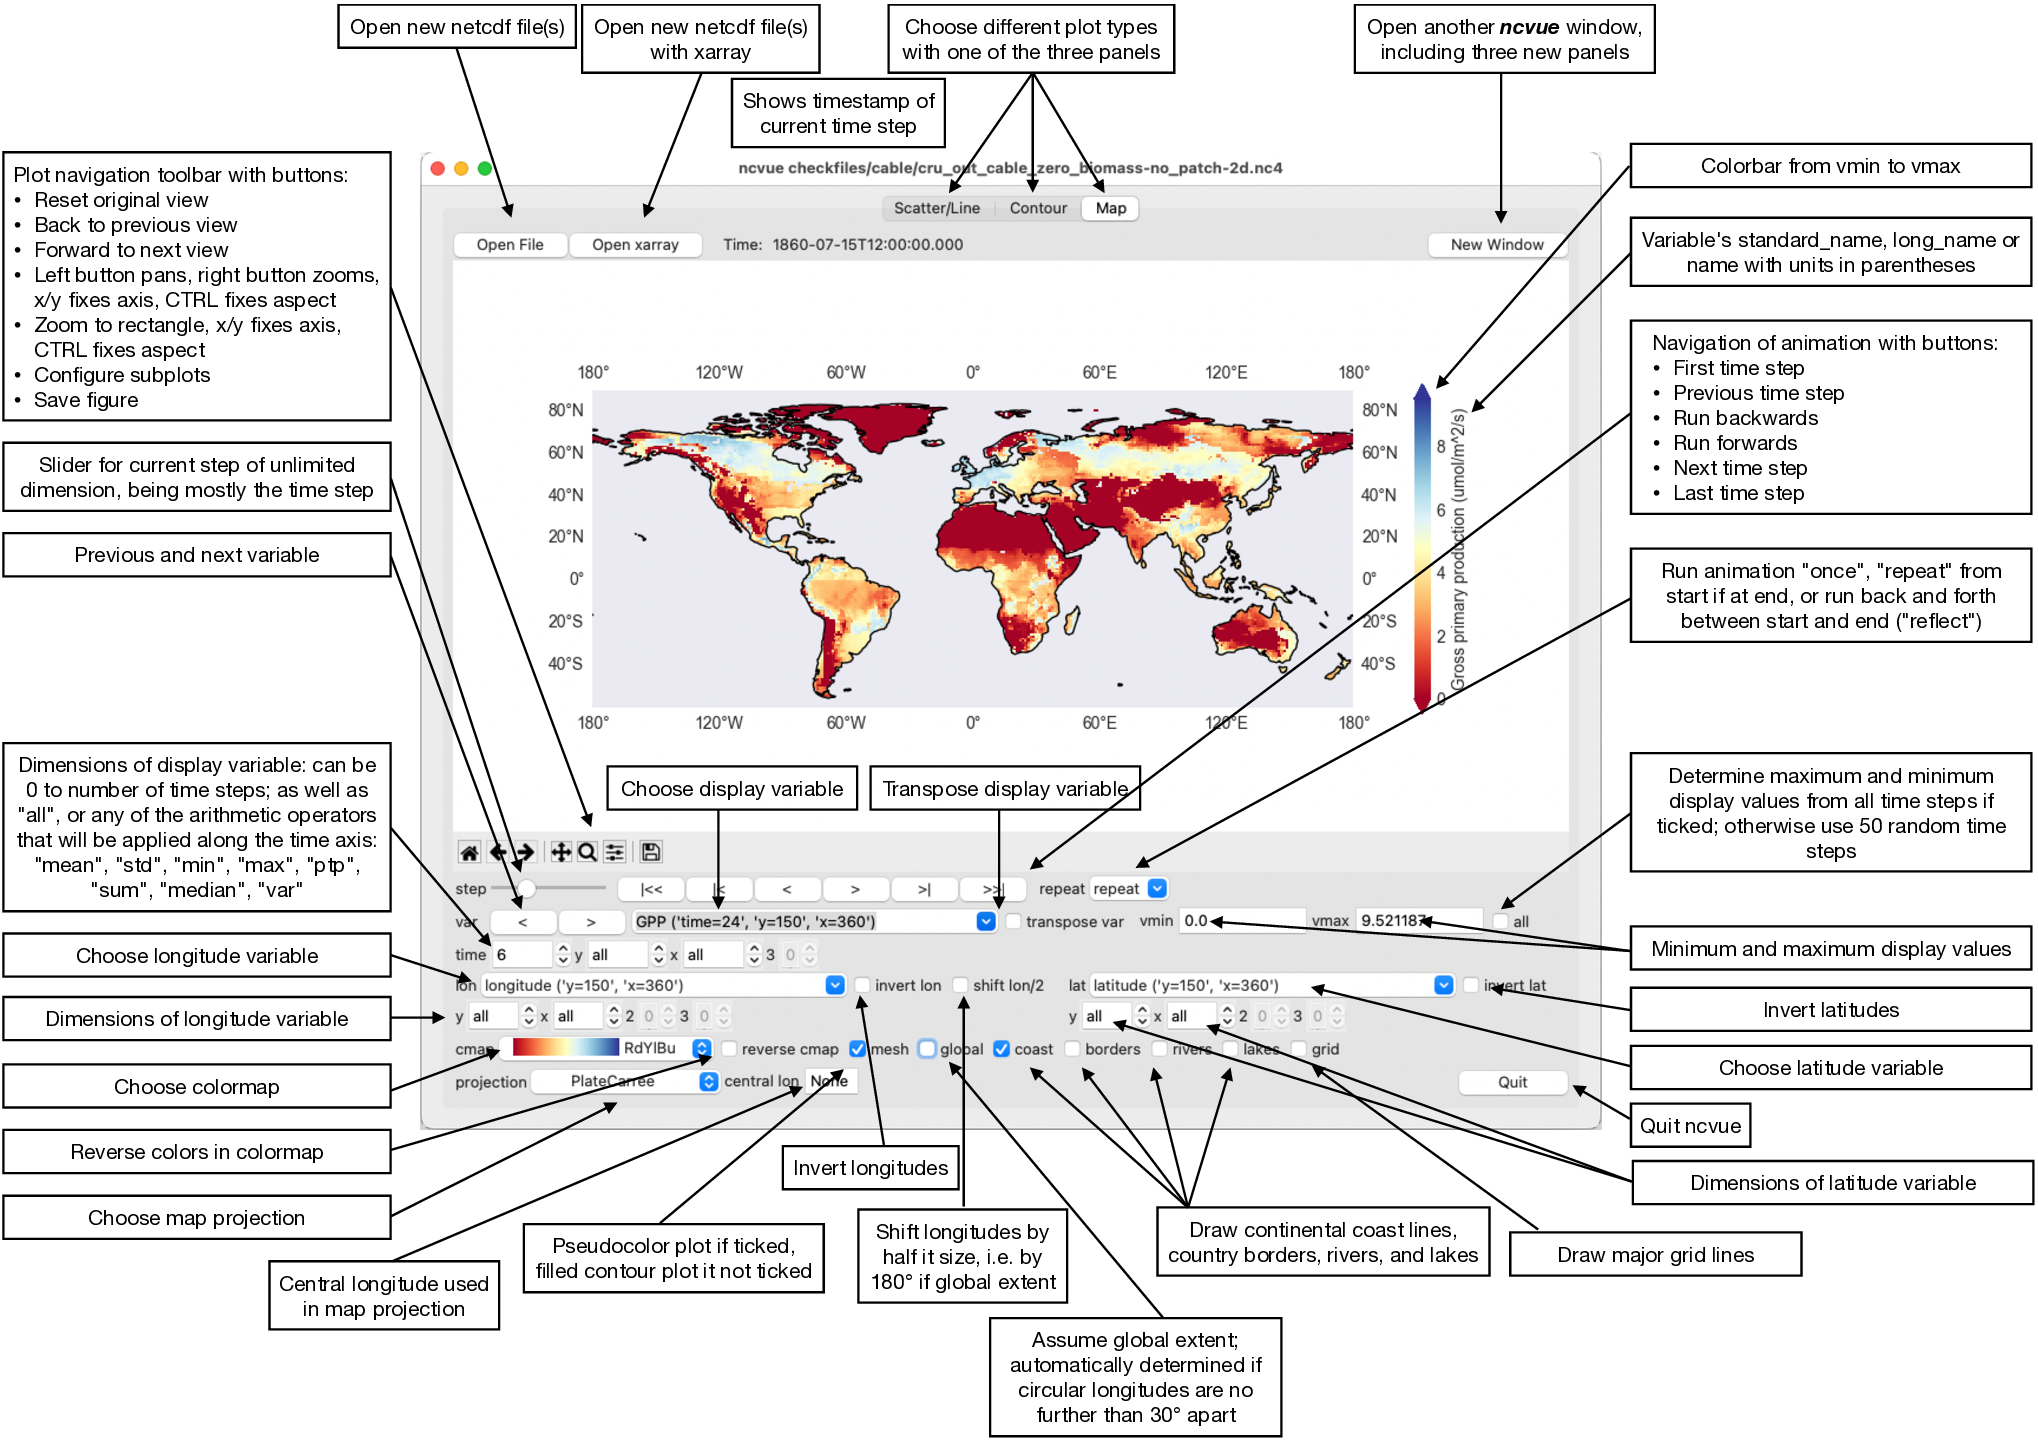 Open new netcdf file(s)
Open new netcdf file(s)
with xarray
Choose different plot types
with one of the three panels
Open another ncvue window,
including three new panels
Shows timestamp of
current time step
Plot navigation toolbar with buttons:
• Reset original view
• Back to previous view
• Forward to next view
• Left button pans, right button zooms,
x/y fixes axis, CTRL fixes aspect
• Zoom to rectangle, x/y fixes axis,
CTRL fixes aspect
• Configure subplots
• Save figure
Slider for current step of unlimited
dimension, being mostly the time step
Previous and next variable
Dimensions of display variable: can be
0 to number of time steps; as well as
"all", or any of the arithmetic operators
that will be applied along the time axis:
"mean", "std", "min", "max", "ptp",
"sum", "median", "var"
Choose longitude variable
Dimensions of longitude variable
Choose colormap
Reverse colors in colormap
Choose map projection
Central longitude used
in map projection
ncvue checkfiles/cable/cru_out_cable_zero_biomass-no_patch-2d.nc4
Scatter/Line Contour Map
Open File Open xarray Time: 1860-07-15T12:00:00.000 New Window
180° 120°W 60°W 0° 60°E 120°E 180°
80°N 80°N
60°N 60°N
40°N 40°N
20°N 20°N
0° 0°
20°S 20°S
40°S 40°S
180° 120°W 60°W 0° 60°E 120°E 180°
8
6
4
2
0
Gross primary production (umol/m^2/s)
Choose display variable
Transpose display variable
step |<< |< < > >| >>| repeat repeat
var < > GPP ('time=24', 'y=150', 'x=360') transpose var vmin 0.0 vmax 9.521187 all
time 6 y all x all 3 0
lon longitude ('y=150', 'x=360') invert lon shift lon/2 lat latitude ('y=150', 'x=360') invert lat
y all x all 2 0 3 0 y all x all 2 0 3 0
cmap RdYlBu reverse cmap mesh global coast borders rivers lakes grid
projection PlateCarree central lon None Quit
Colorbar from vmin to vmax
Variable's standard_name, long_name or
name with units in parentheses
Navigation of animation with buttons:
• First time step
• Previous time step
• Run backwards
• Run forwards
• Next time step
• Last time step
Run animation "once", "repeat" from
start if at end, or run back and forth
between start and end ("reflect")
Determine maximum and minimum
display values from all time steps if
ticked; otherwise use 50 random time
steps
Minimum and maximum display values
Invert latitudes
Choose latitude variable
Quit ncvue
Dimensions of latitude variable
Invert longitudes
Pseudocolor plot if ticked,
filled contour plot it not ticked
Shift longitudes by
half it size, i.e. by
180° if global extent
Draw continental coast lines,
country borders, rivers, and lakes
Draw major grid lines
Assume global extent;
automatically determined if
circular longitudes are no
further than 30° apart